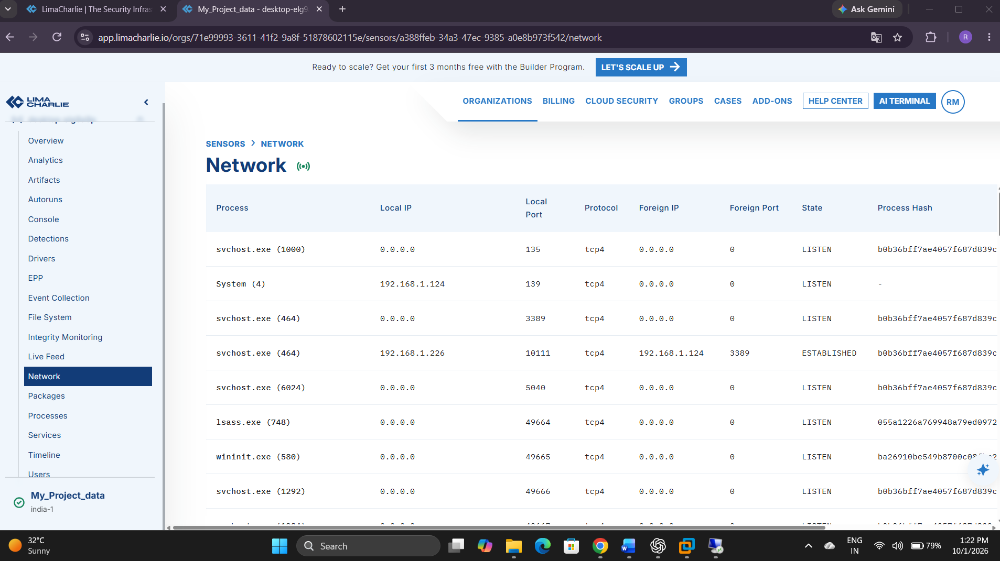 LimaCharlie | The Security Infras
My_Project_data - desktop-elg9
Ask Gemini
app.limacharlie.io/orgs/71e99993-3611-41f2-9a8f-51878602115e/sensors/a388ffeb-34a3-47ec-9385-a0e8b973f542/network
R
Ready to scale? Get your first 3 months free with the Builder Program.
LET'S SCALE UP
LIMA
CHARLIE
ORGANIZATIONS BILLING CLOUD SECURITY GROUPS CASES ADD-ONS HELP CENTER AI TERMINAL RM
Overview
Analytics
Artifacts
Autoruns
Console
Detections
Drivers
EPP
Event Collection
File System
Integrity Monitoring
Live Feed
Network
Packages
Processes
Services
Timeline
Users
My_Project_data
india-1
SENSORS > NETWORK
Network
Process Local IP Local Port Protocol Foreign IP Foreign Port State Process Hash
svchost.exe (1000) 0.0.0.0 135 tcp4 0.0.0.0 0 LISTEN b0b36bff7ae4057f687d839c
System (4) 192.168.1.124 139 tcp4 0.0.0.0 0 LISTEN -
svchost.exe (464) 0.0.0.0 3389 tcp4 0.0.0.0 0 LISTEN b0b36bff7ae4057f687d839c
svchost.exe (464) 192.168.1.226 10111 tcp4 192.168.1.124 3389 ESTABLISHED b0b36bff7ae4057f687d839c
svchost.exe (6024) 0.0.0.0 5040 tcp4 0.0.0.0 0 LISTEN b0b36bff7ae4057f687d839c
lsass.exe (748) 0.0.0.0 49664 tcp4 0.0.0.0 0 LISTEN 055a1226a769948a79ed0972
wininit.exe (580) 0.0.0.0 49665 tcp4 0.0.0.0 0 LISTEN
svchost.exe (1292) 0.0.0.0 49666 tcp4 0.0.0.0 0 LISTEN b0b36bff7ae4057f687d839c
32°C
Sunny
Search
ENG
IN
79%
1:22 PM
10/1/2026